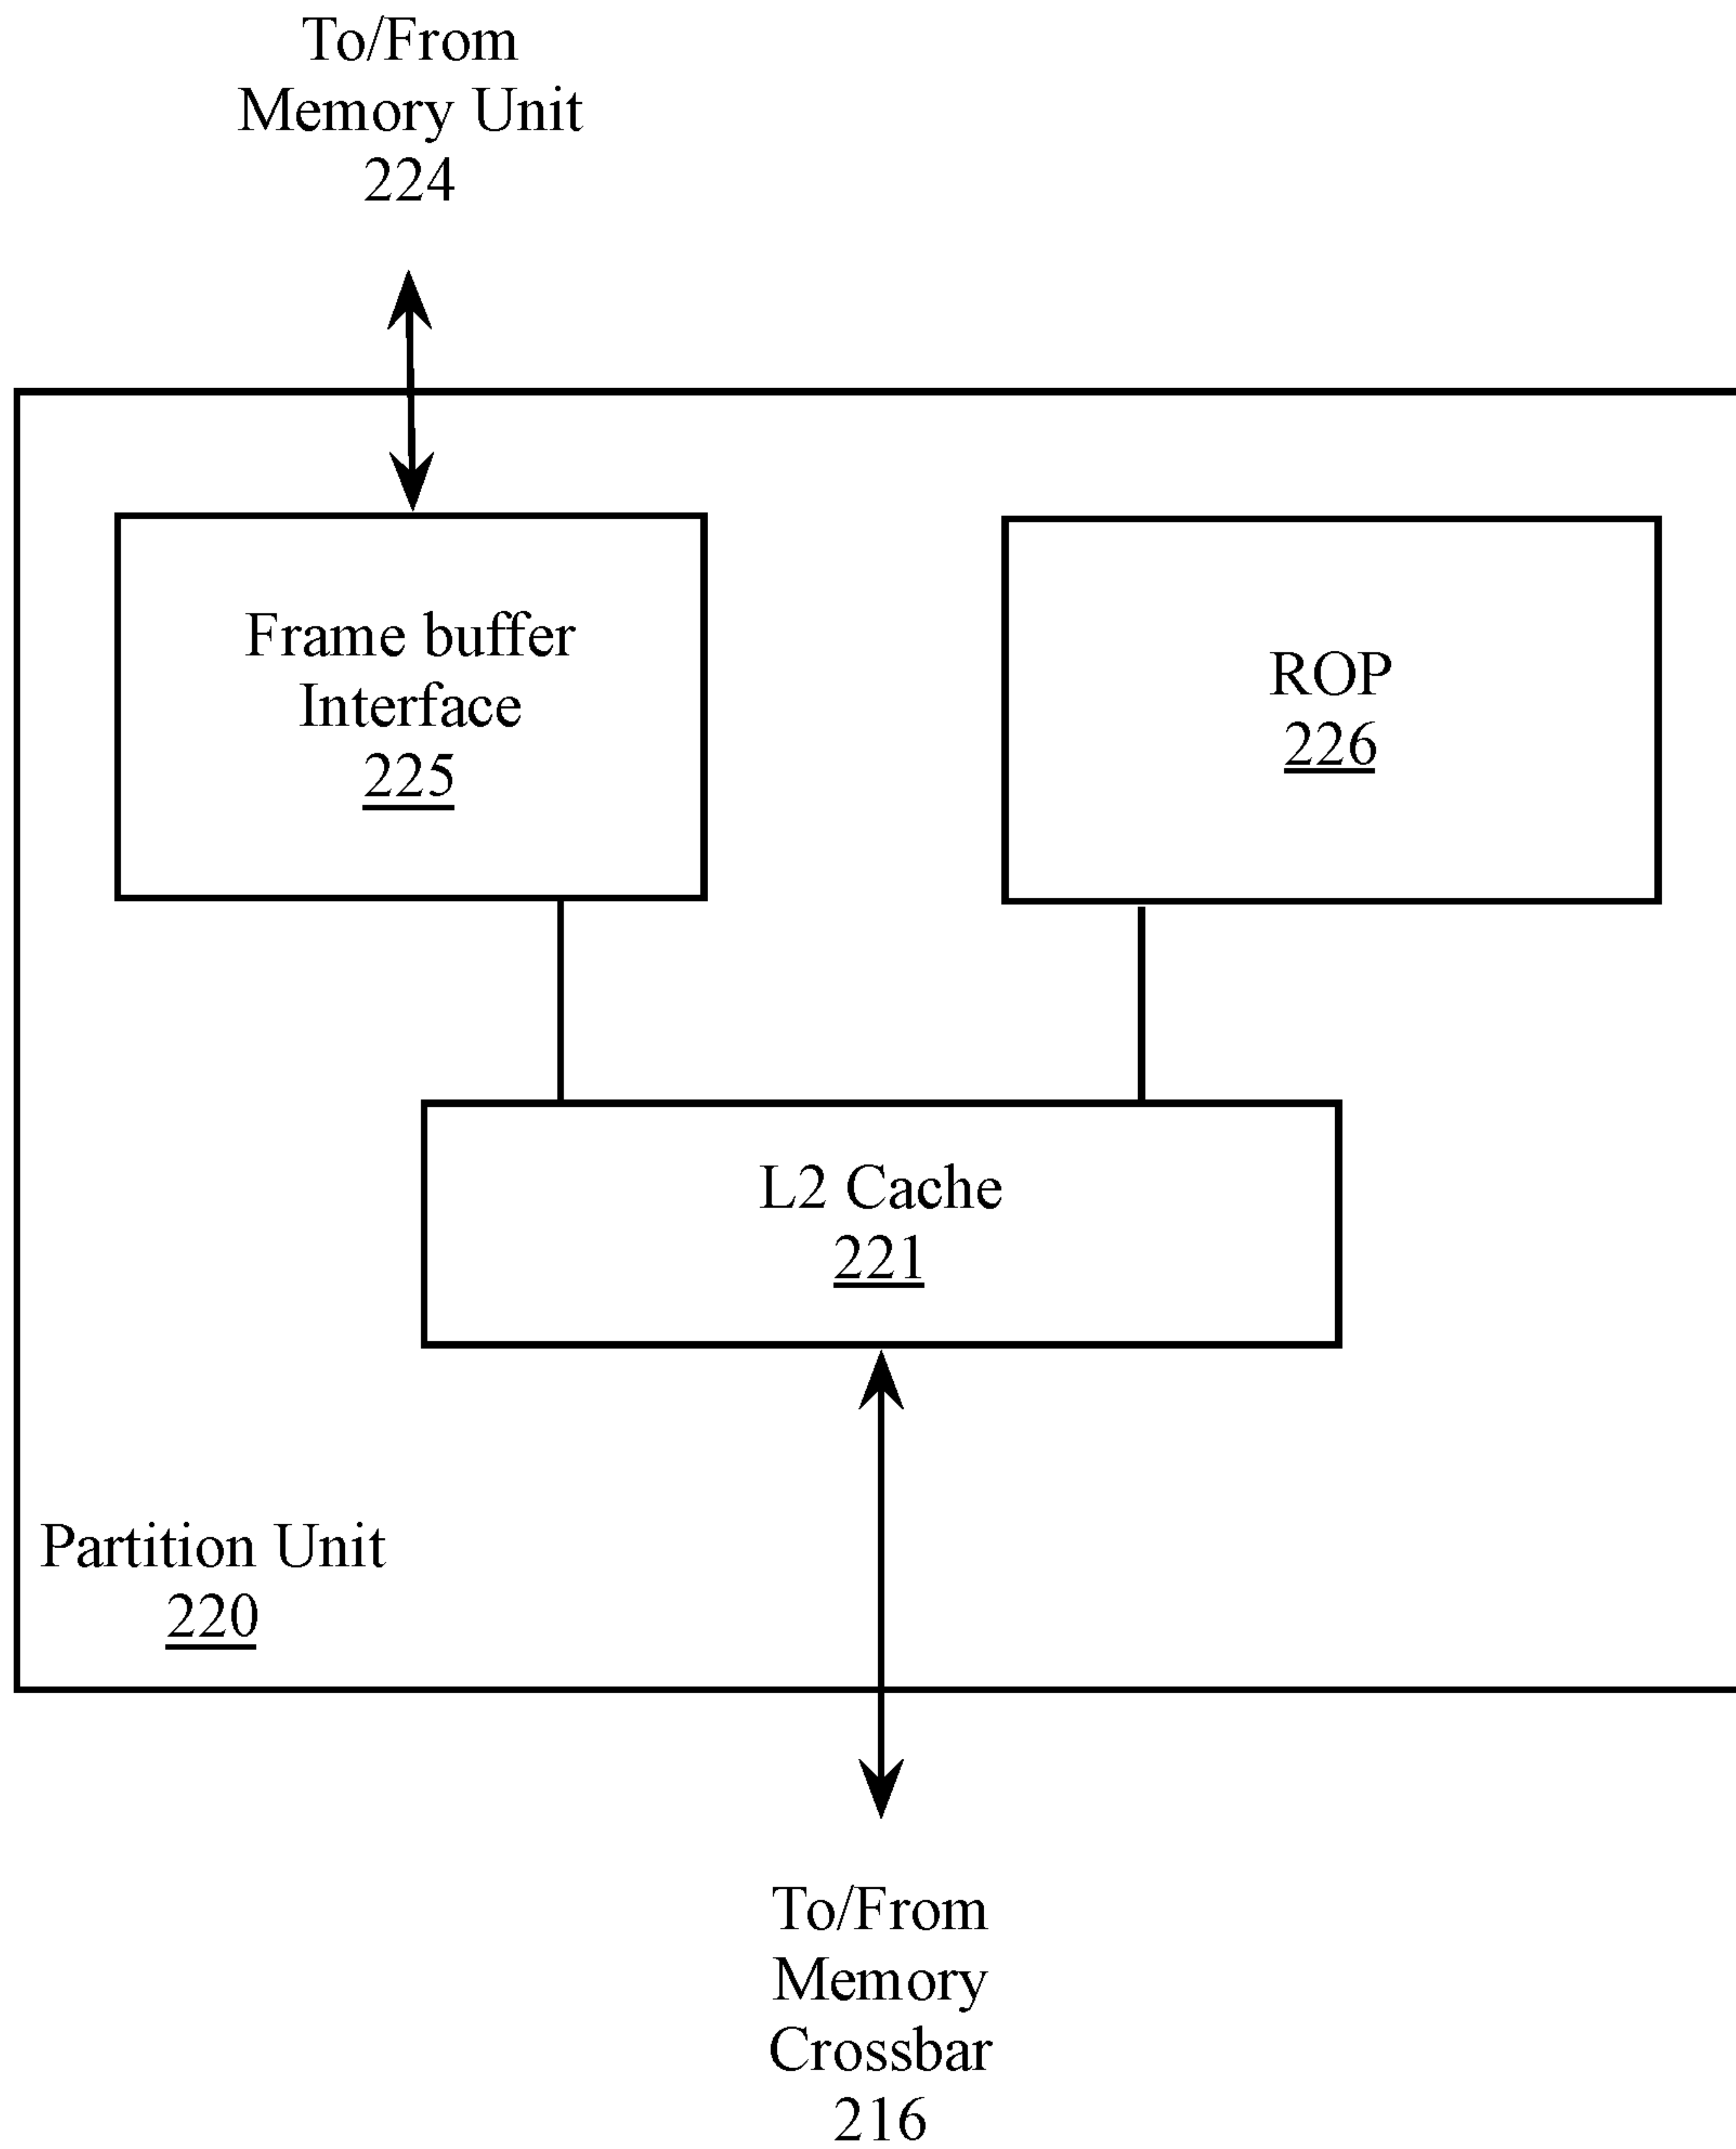 To/From
Memory Unit
224
Frame buffer
Interface
225
ROP
226
L2 Cache
221
Partition Unit
220
To/From
Memory
Crossbar
216